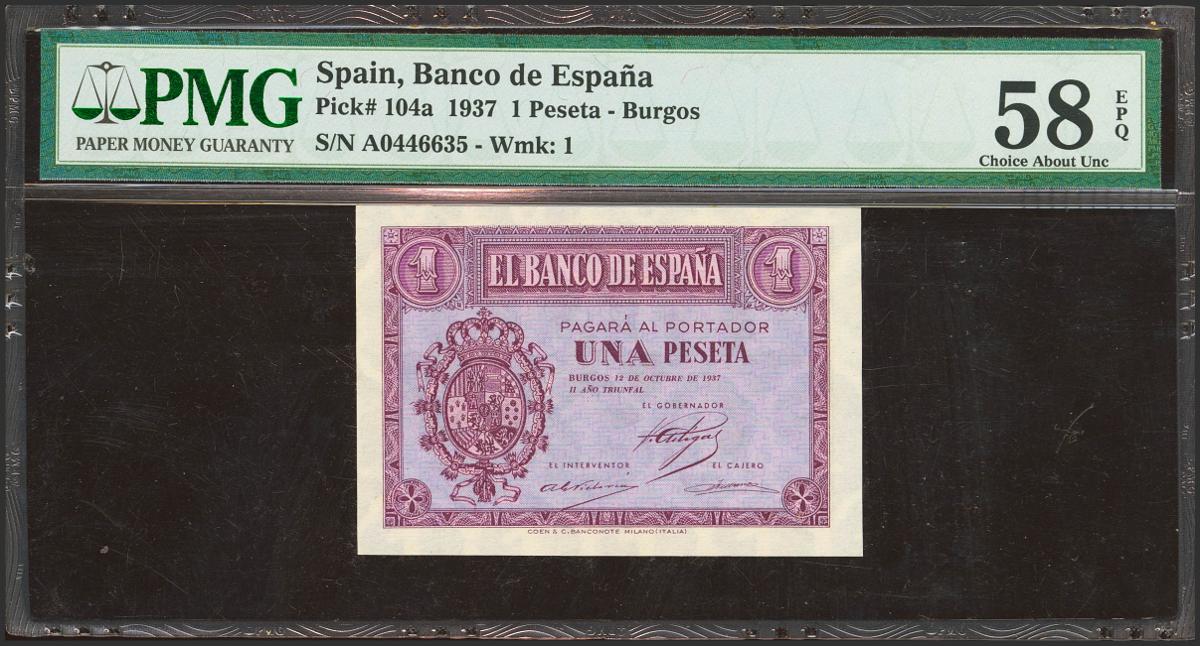 PMG
PAPER MONEY GUARANTY
Spain, Banco de España
Pick# 104a 1937 1 Peseta - Burgos
S/N A0446635 - Wmk: 1
58
EPQ
Choice About Unc
1
EL BANCO DE ESPAÑA
1
PAGARÁ AL PORTADOR
UNA PESETA
BURGOS 12 DE OCTUBRE DE 1937
II AÑO TRIUNFAL
EL GOBERNADOR
EL INTERVENTOR
EL CAJERO
COEN & C. BANCONOTE MILANO (ITALIA)